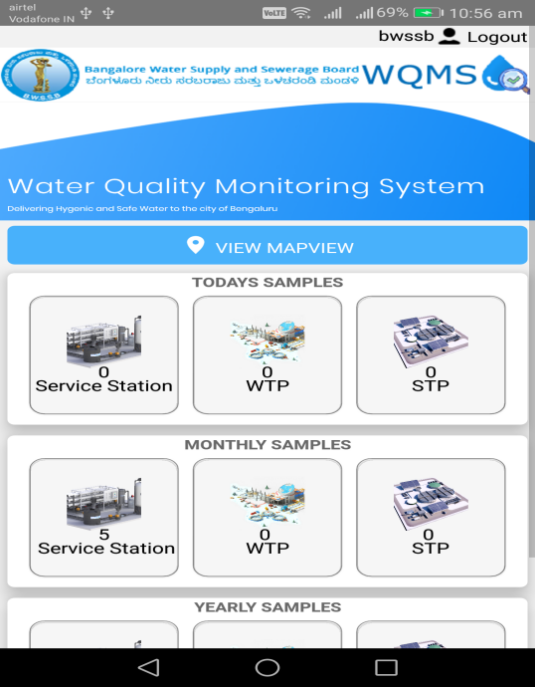 airtel
Vodafone IN
VoLTE
69%
10:56 am
bwssb Logout
Bangalore Water Supply and Sewerage Board
ಬೆಂಗಳೂರು ನೀರು ಸರಬರಾಜು ಮತ್ತು ಒಳಚರಂಡಿ ಮಂಡಳಿ
BWSSB
WQMS
Water Quality Monitoring System
Delivering Hygenic and Safe Water to the city of Bengaluru
VIEW MAPVIEW
TODAYS SAMPLES
0 0 0
Service Station WTP STP
MONTHLY SAMPLES
5 0 0
Service Station WTP STP
YEARLY SAMPLES